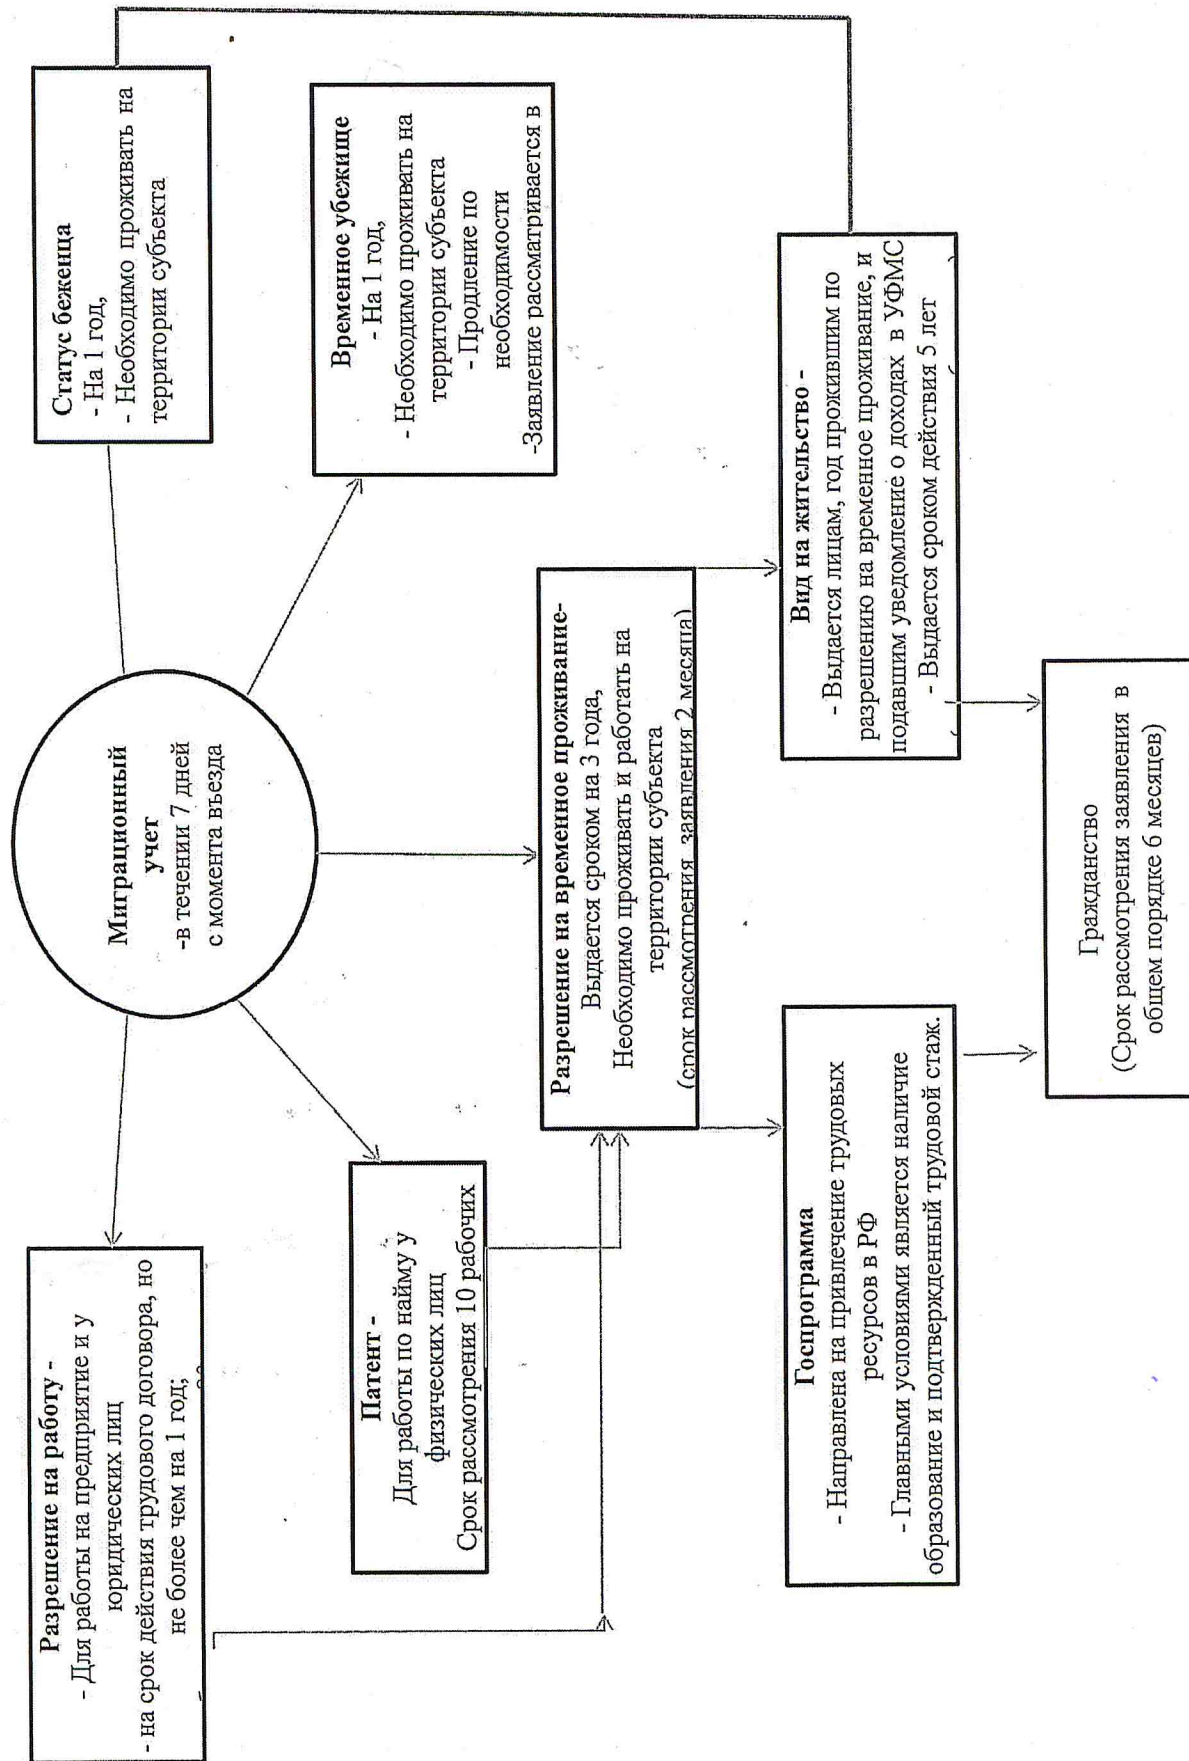 Разрешение на работу -
- Для работы на предприятие и у
юридических лиц
- на срок действия трудового договора, но
не более чем на 1 год;
Миграционный
учет
-в течении 7 дней
с момента въезда
Статус беженца
- На 1 год,
- Необходимо проживать на
территории субъекта
Патент -
Для работы по найму у
физических лиц
Срок рассмотрения 10 рабочих
Временное убежище
- На 1 год,
- Необходимо проживать на
территории субъекта
- Продление по
необходимости
-Заявление рассматривается в
Разрешение на временное проживание-
Выдается сроком на 3 года,
Необходимо проживать и работать на
территории субъекта
(срок рассмотрения заявления 2 месяца)
Госпрограмма
- Направлена на привлечение трудовых
ресурсов в РФ
- Главными условиями является наличие
образование и подтвержденный трудовой стаж.
Вид на жительство -
- Выдается лицам, год прожившим по
разрешению на временное проживание, и
подавшим уведомление о доходах в УФМС
- Выдается сроком действия 5 лет
Гражданство
(Срок рассмотрения заявления в
общем порядке 6 месяцев)